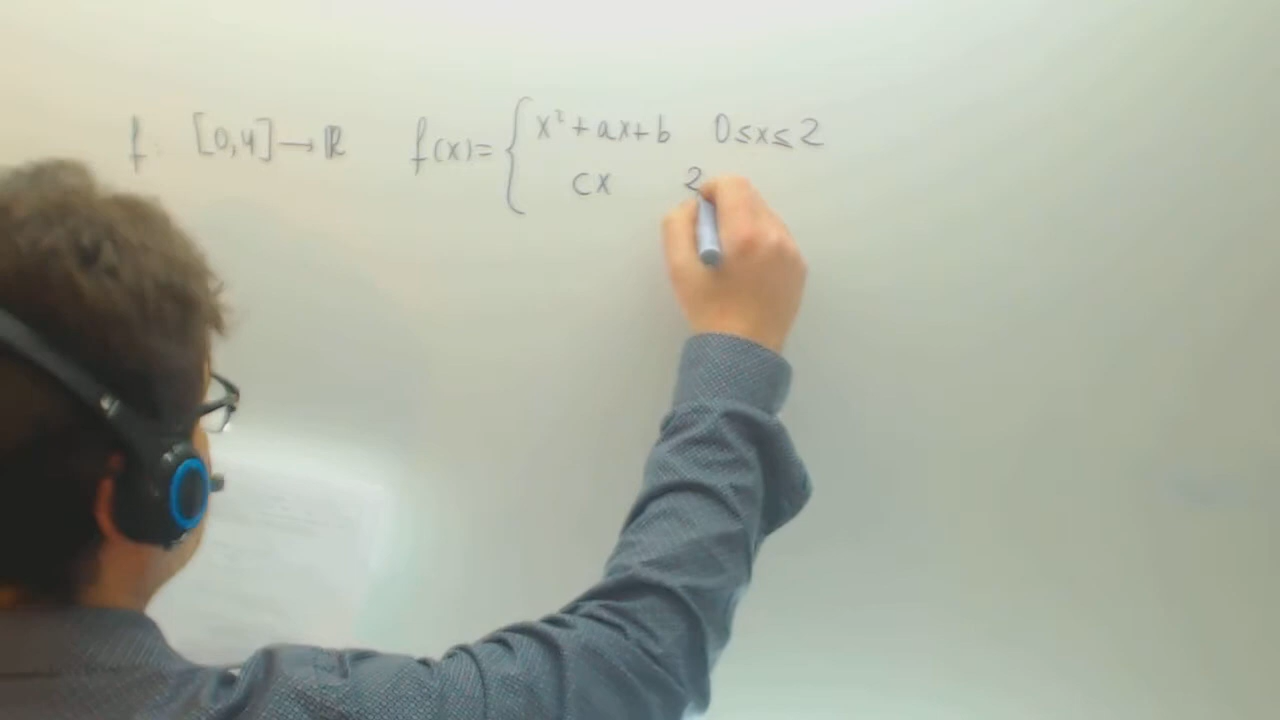 f: [0,4] → ℝ f(x) = { x² + ax + b 0 ≤ x ≤ 2
cx 2